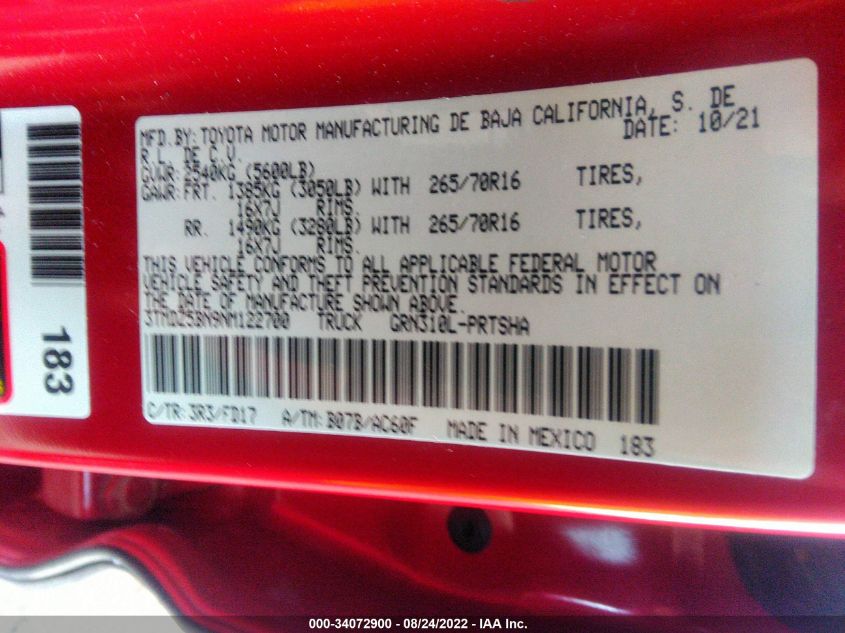 MFD.BY:TOYOTA MOTOR MANUFACTURING DE BAJA CALIFORNIA, S. DE
R.L. DE C.V. DATE: 10/21
GVWR:2540KG (5600LB)
GAWR:FRT. 1385KG (3050LB) WITH 265/70R16 TIRES,
16X7J RIMS.
RR. 1490KG (3280LB) WITH 265/70R16 TIRES,
16X7J RIMS.
THIS VEHICLE CONFORMS TO ALL APPLICABLE FEDERAL MOTOR
VEHICLE SAFETY AND THEFT PREVENTION STANDARDS IN EFFECT ON
THE DATE OF MANUFACTURE SHOWN ABOVE.
3TMDZ5BN9NM122700 TRUCK GRN310L-PRTSHA
C/TR:3R3/FD17 A/TM:B07B/AC60F MADE IN MEXICO 183
183
000-34072900 - 08/24/2022 - IAA Inc.